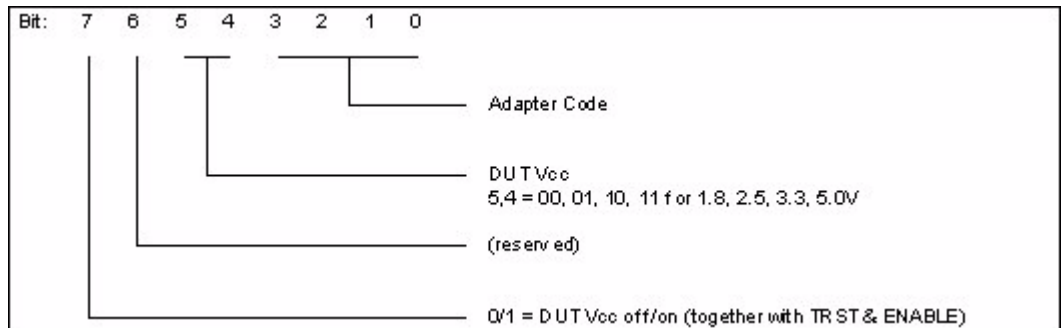 Bit: 7 6 5 4 3 2 1 0
Adapter Code
DUT Vcc
5,4 = 00, 01, 10, 11 for 1.8, 2.5, 3.3, 5.0V
(reserved)
0/1 = DUT Vcc off/on (together with TRST & ENABLE)